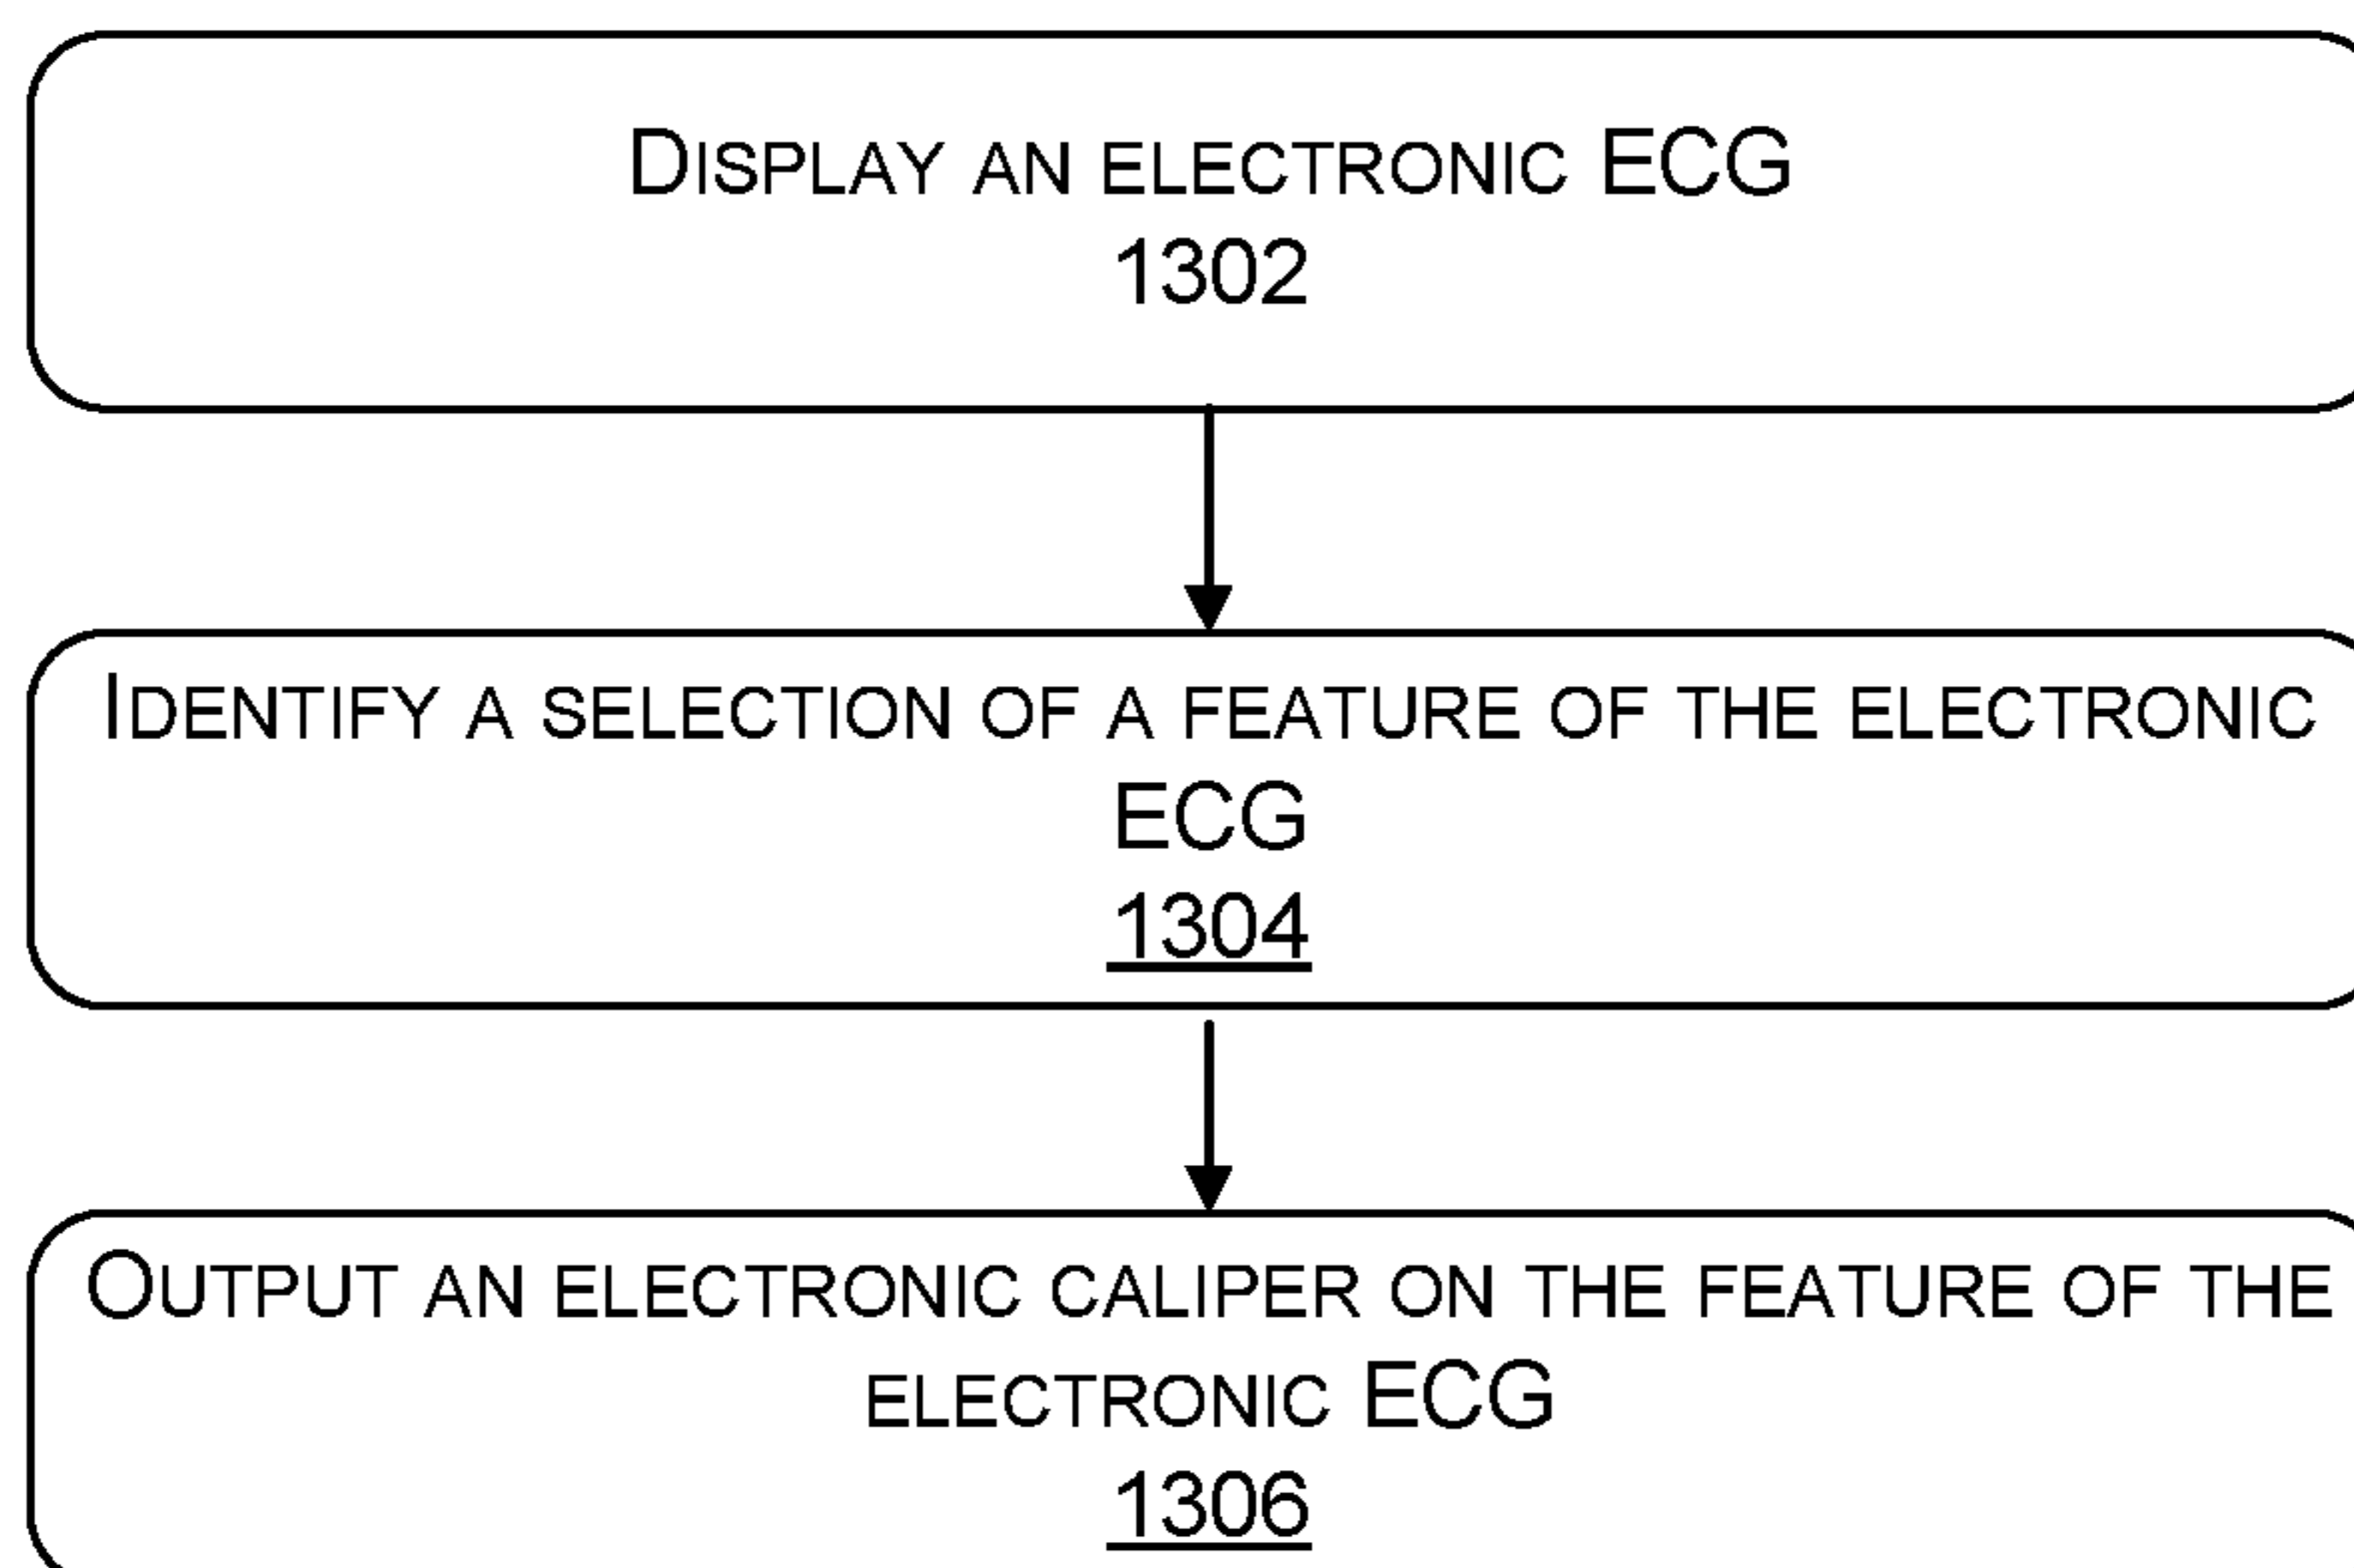 DISPLAY AN ELECTRONIC ECG
1302
IDENTIFY A SELECTION OF A FEATURE OF THE ELECTRONIC
ECG
1304
OUTPUT AN ELECTRONIC CALIPER ON THE FEATURE OF THE
ELECTRONIC ECG
1306